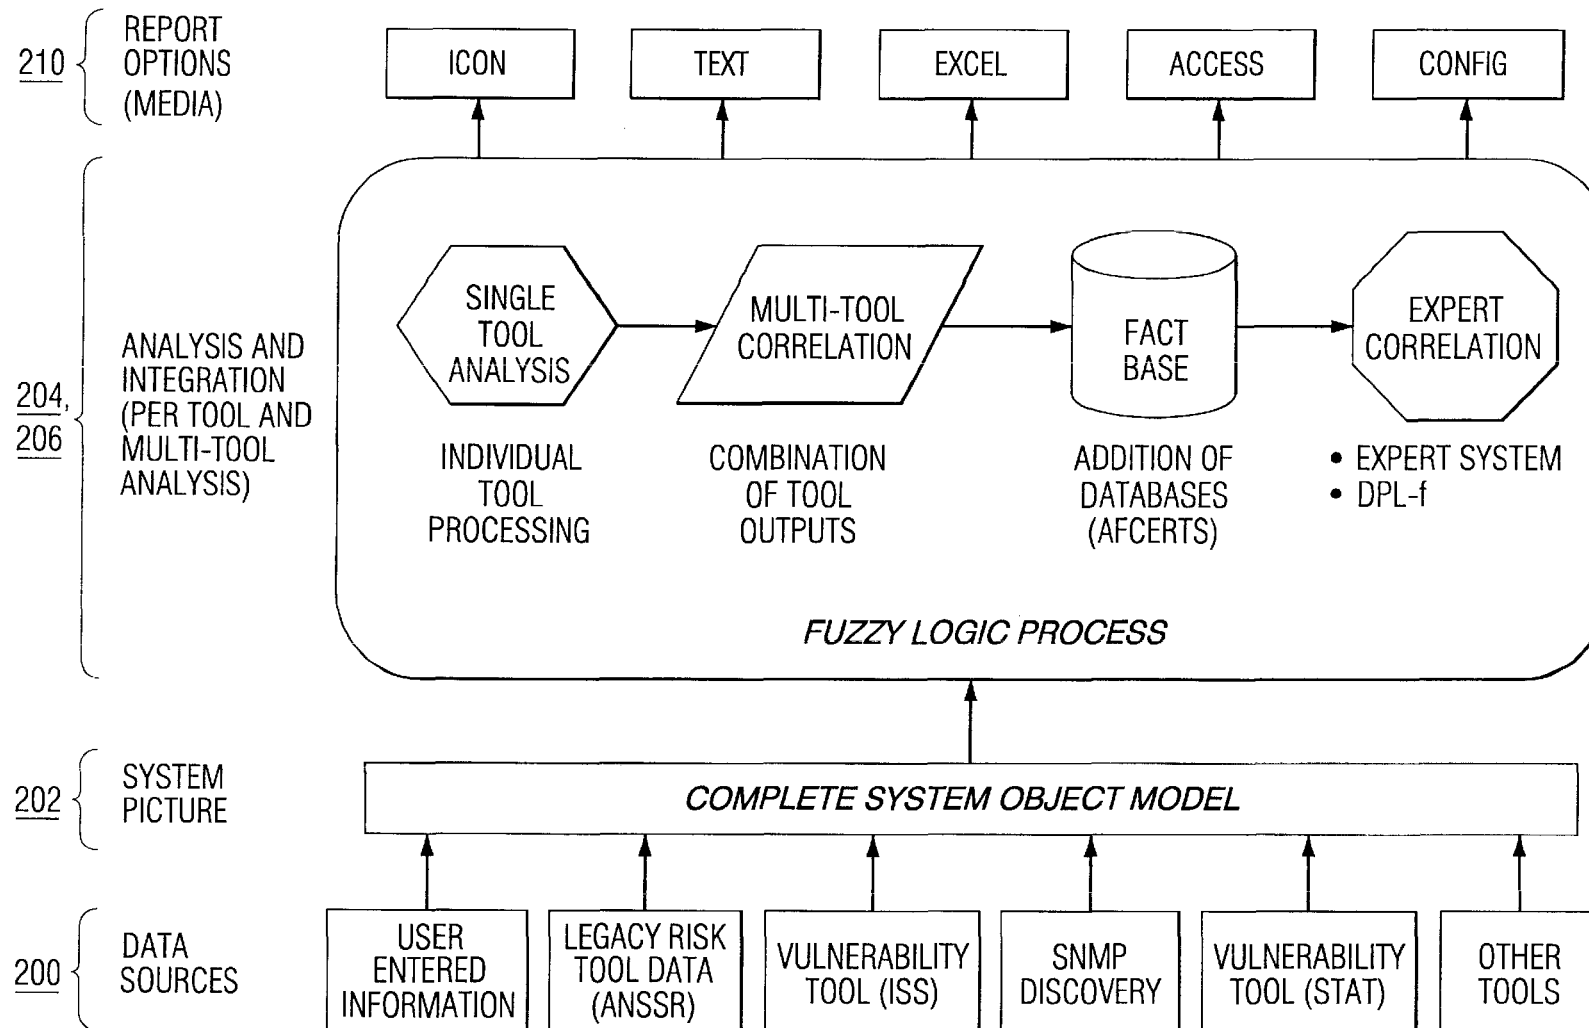 210
REPORT
OPTIONS
(MEDIA)
ICON
TEXT
EXCEL
ACCESS
CONFIG
204,
206
ANALYSIS AND
INTEGRATION
(PER TOOL AND
MULTI-TOOL
ANALYSIS)
SINGLE
TOOL
ANALYSIS
MULTI-TOOL
CORRELATION
FACT
BASE
EXPERT
CORRELATION
INDIVIDUAL
TOOL
PROCESSING
COMBINATION
OF TOOL
OUTPUTS
ADDITION OF
DATABASES
(AFCERTS)
• EXPERT SYSTEM
• DPL-f
FUZZY LOGIC PROCESS
202
SYSTEM
PICTURE
COMPLETE SYSTEM OBJECT MODEL
200
DATA
SOURCES
USER
ENTERED
INFORMATION
LEGACY RISK
TOOL DATA
(ANSSR)
VULNERABILITY
TOOL (ISS)
SNMP
DISCOVERY
VULNERABILITY
TOOL (STAT)
OTHER
TOOLS